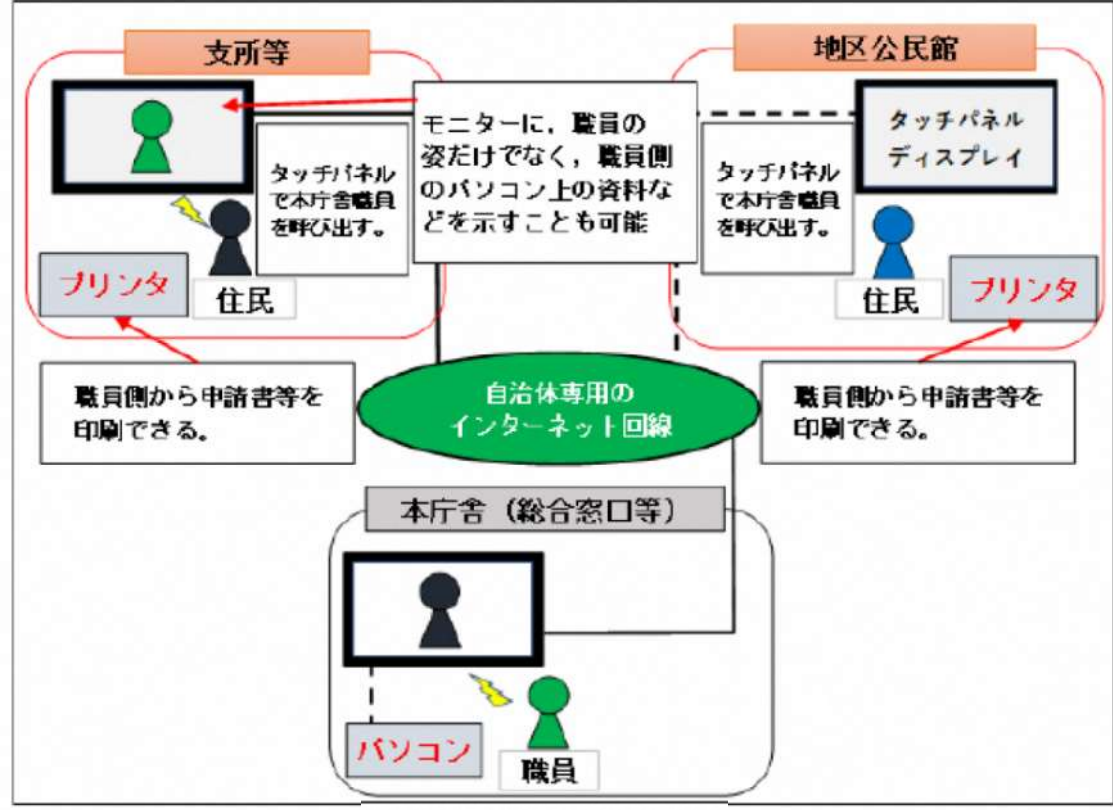 支所等
地区公民館
モニターに，職員の
姿だけでなく，職員側
のパソコン上の資料な
どを示すことも可能
タッチパネル
で本庁舎職員
を呼び出す。
タッチパネル
で本庁舎職員
を呼び出す。
タッチパネル
ディスプレイ
プリンタ
住民
住民
プリンタ
職員側から申請書等を
印刷できる。
自治体専用の
インターネット回線
職員側から申請書等を
印刷できる。
本庁舎（総合窓口等）
パソコン
職員